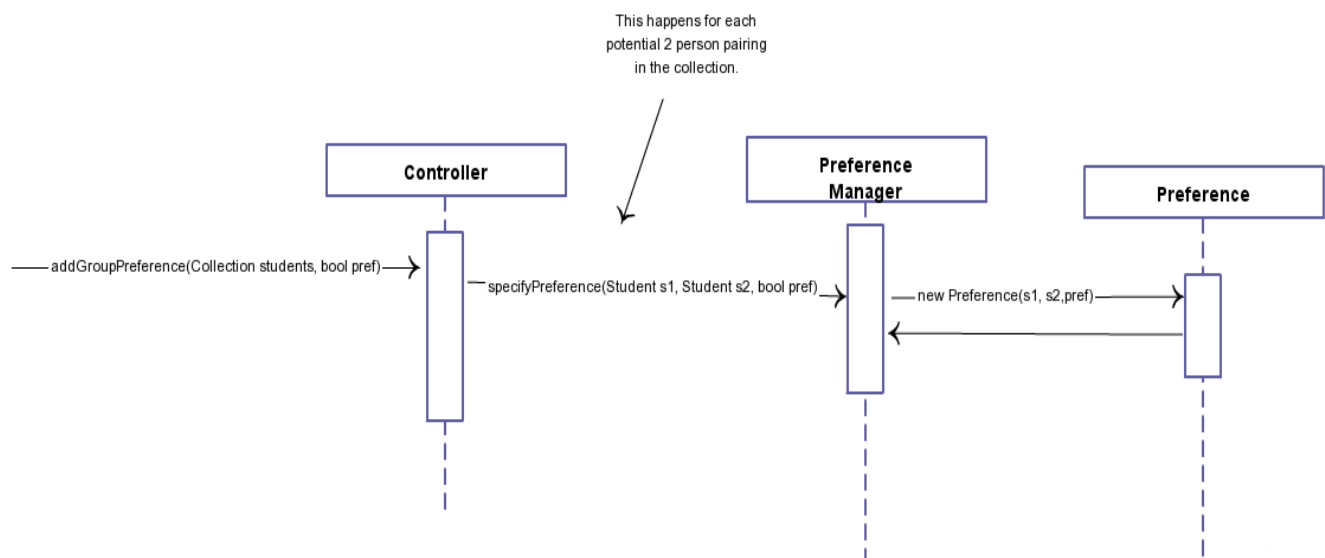 This happens for each
potential 2 person pairing
in the collection.
Controller
Preference
Manager
Preference
addGroupPreference(Collection students, bool pref)
specifyPreference(Student s1, Student s2, bool pref)
new Preference(s1, s2,pref)